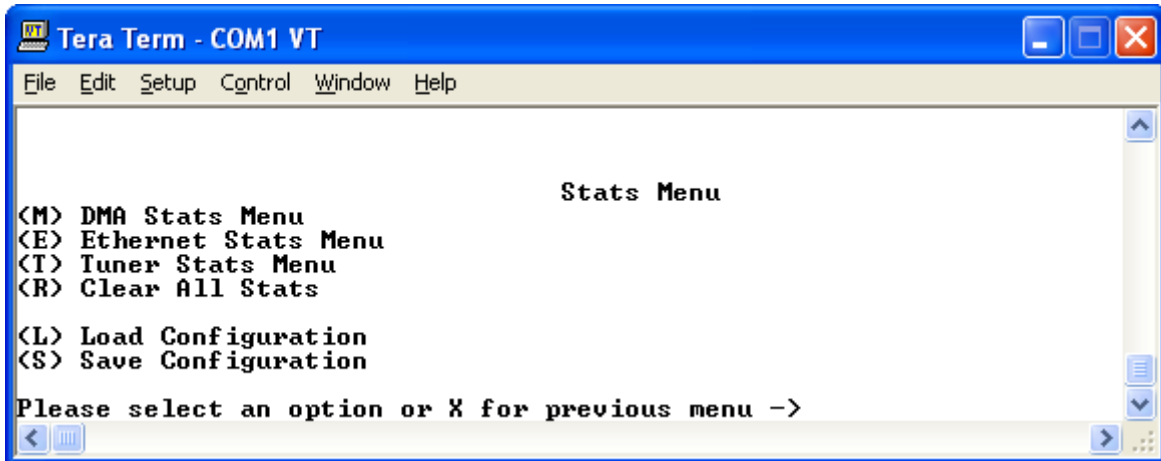 Tera Term - COM1 VT
File Edit Setup Control Window Help
Stats Menu
(M) DMA Stats Menu
(E) Ethernet Stats Menu
(T) Tuner Stats Menu
(R) Clear All Stats
(L) Load Configuration
(S) Save Configuration
Please select an option or X for previous menu ->